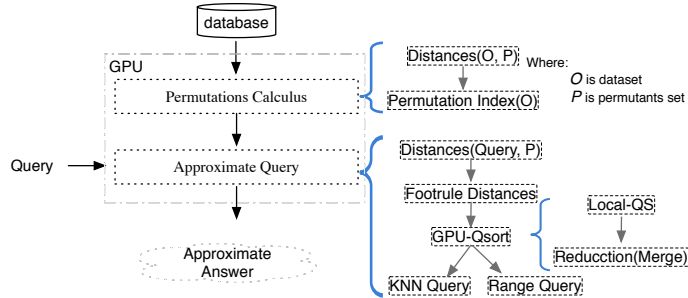 database
GPU
Permutations Calculus
Distances(O, P)
Where:
O is dataset
P is permutants set
Permutation Index(O)
Query
Approximate Query
Distances(Query, P)
Footrule Distances
GPU-Qsort
KNN Query
Range Query
Local-QS
Reducction(Merge)
Approximate
Answer